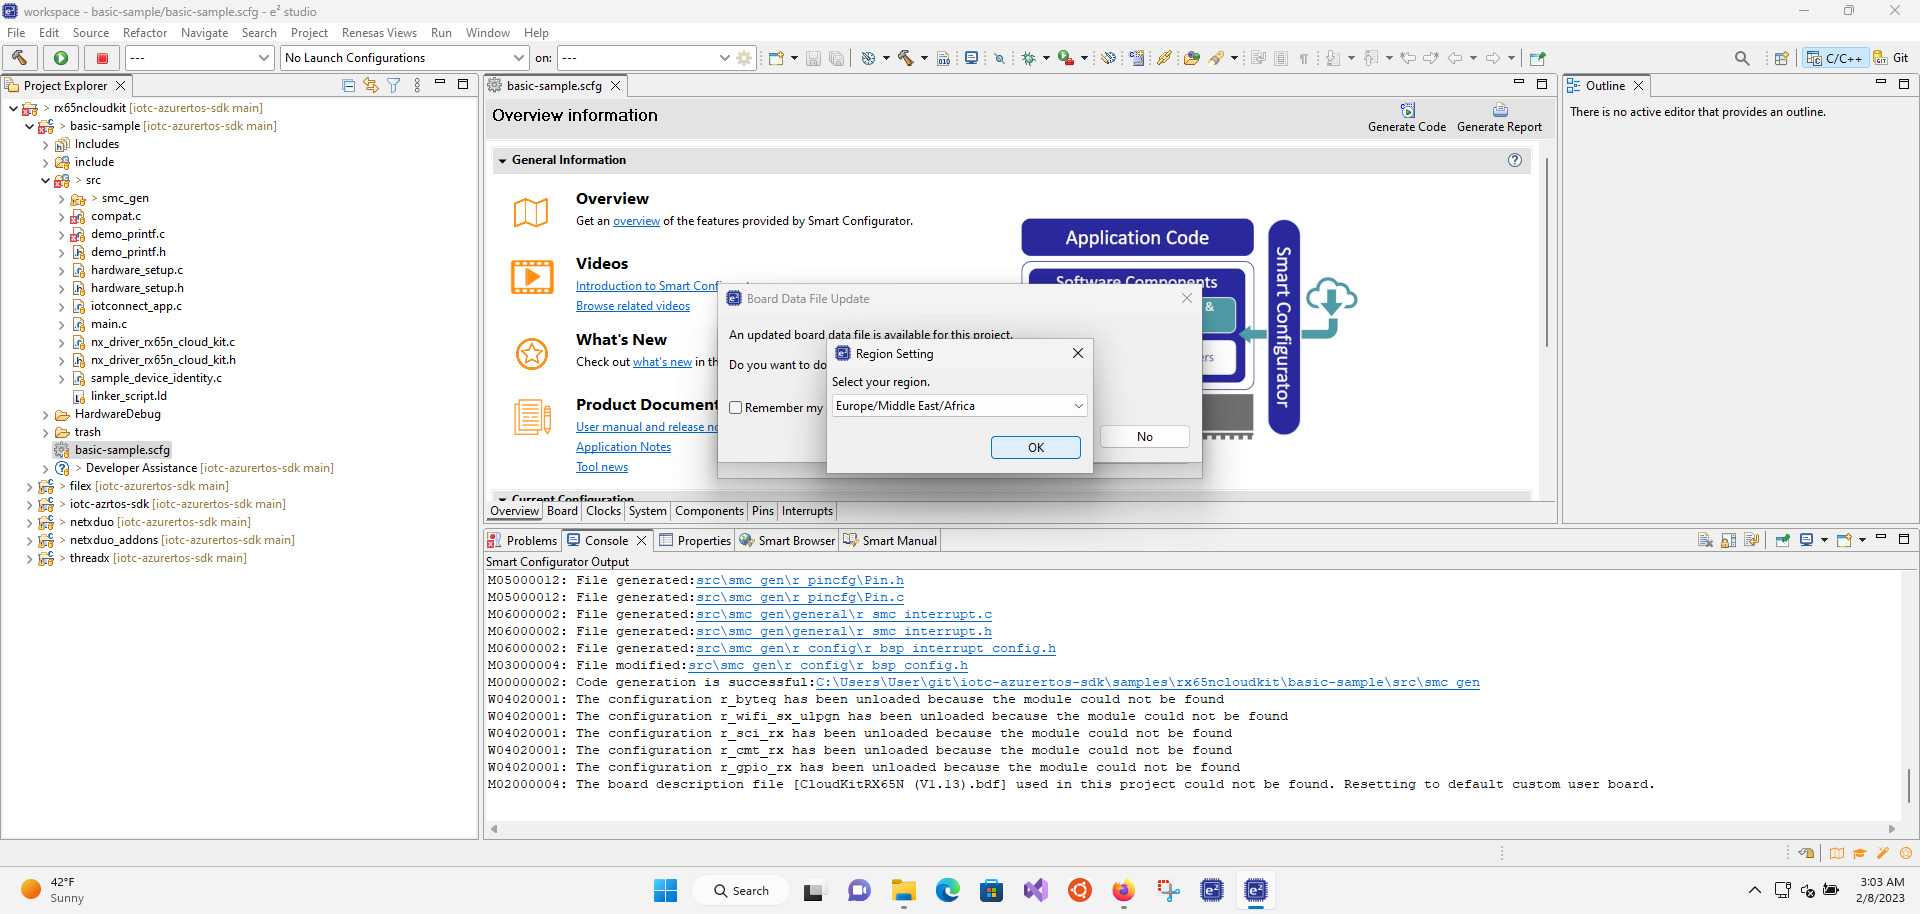 workspace - basic-sample/basic-sample.scfg - e² studio
File Edit Source Refactor Navigate Search Project Renesas Views Run Window Help
---
No Launch Configurations
on: ---
C/C++
Git
Project Explorer
> rx65ncloudkit [iotc-azurertos-sdk main]
> basic-sample [iotc-azurertos-sdk main]
Includes
include
> src
> smc_gen
compat.c
demo_printf.c
demo_printf.h
hardware_setup.c
hardware_setup.h
iotconnect_app.c
main.c
nx_driver_rx65n_cloud_kit.c
nx_driver_rx65n_cloud_kit.h
sample_device_identity.c
linker_script.ld
HardwareDebug
trash
basic-sample.scfg
> Developer Assistance [iotc-azurertos-sdk main]
> filex [iotc-azurertos-sdk main]
> iotc-azrtos-sdk [iotc-azurertos-sdk main]
> netxduo [iotc-azurertos-sdk main]
> netxduo_addons [iotc-azurertos-sdk main]
> threadx [iotc-azurertos-sdk main]
basic-sample.scfg
Overview information
Generate Code
Generate Report
General Information
Overview
Get an overview of the features provided by Smart Configurator.
Videos
Introduction to Smart
Browse related videos
What's New
Check out what's new in
Product
User manual and release
Application Notes
Tool news
Current Configuration
Application Code
Software Components
&
Smart Configurator
Board Data File Update
An updated board data file is available for this project.
Do you want to do
Remember my
No
Region Setting
Select your region.
Europe/Middle East/Africa
OK
Overview Board Clocks System Components Pins Interrupts
Outline
There is no active editor that provides an outline.
Problems Console Properties Smart Browser Smart Manual
Smart Configurator Output
M05000012: File generated:src\smc_gen\r_pincfg\Pin.h
M05000012: File generated:src\smc_gen\r_pincfg\Pin.c
M06000002: File generated:src\smc_gen\general\r_smc_interrupt.c
M06000002: File generated:src\smc_gen\general\r_smc_interrupt.h
M06000002: File generated:src\smc_gen\r_config\r_bsp_interrupt_config.h
M03000004: File modified:src\smc_gen\r_config\r_bsp_config.h
M00000002: Code generation is successful:C:\Users\User\git\iotc-azurertos-sdk\samples\rx65ncloudkit\basic-sample\src\smc_gen
W04020001: The configuration r_byteq has been unloaded because the module could not be found
W04020001: The configuration r_wifi_sx_ulpgn has been unloaded because the module could not be found
W04020001: The configuration r_sci_rx has been unloaded because the module could not be found
W04020001: The configuration r_cmt_rx has been unloaded because the module could not be found
W04020001: The configuration r_gpio_rx has been unloaded because the module could not be found
M02000004: The board description file [CloudKitRX65N (V1.13).bdf] used in this project could not be found. Resetting to default custom user board.
42°F
Sunny
Search
3:03 AM
2/8/2023